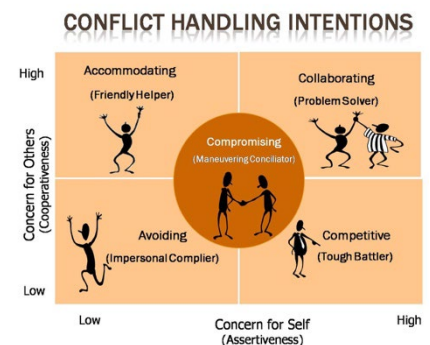 CONFLICT HANDLING INTENTIONS
High
Accommodating
(Friendly Helper)
Collaborating
(Problem Solver)
Compromising
(Maneuvering Conciliator)
Concern for Others
(Cooperativeness)
Avoiding
(Impersonal Complier)
Competitive
(Tough Battler)
Low
Low
High
Concern for Self
(Assertiveness)